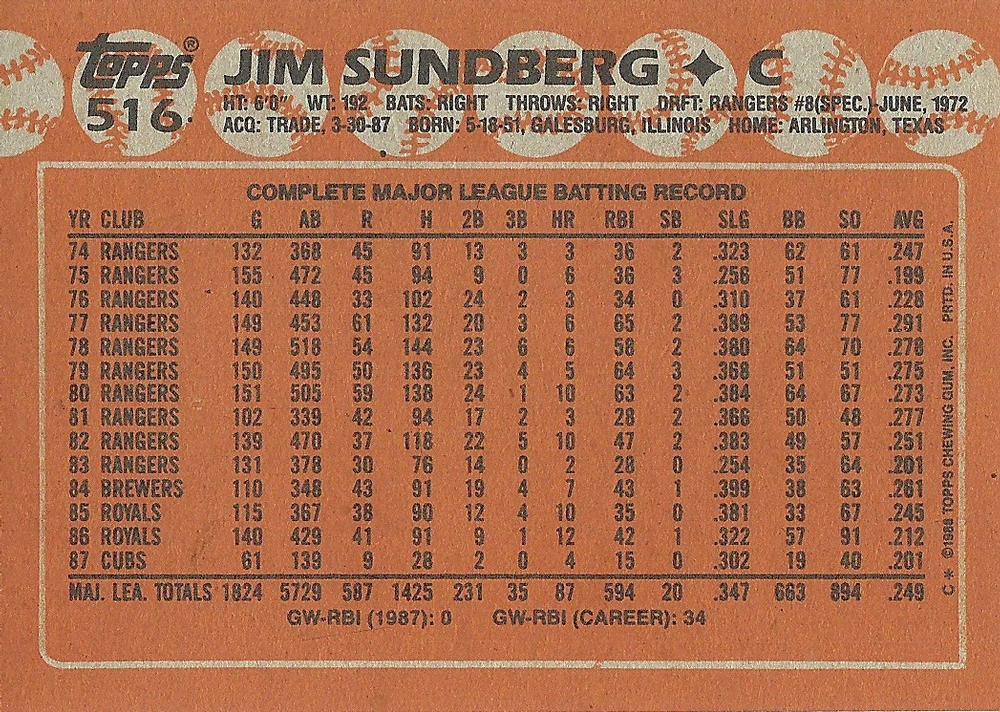 Topps®
516
JIM SUNDBERG ✦ C
HT: 6'0" WT: 192 BATS: RIGHT THROWS: RIGHT DRFT: RANGERS #8(SPEC.)-JUNE, 1972
ACQ: TRADE, 3-30-87 BORN: 5-18-51, GALESBURG, ILLINOIS HOME: ARLINGTON, TEXAS
COMPLETE MAJOR LEAGUE BATTING RECORD
YR CLUB G AB R H 2B 3B HR RBI SB SLG BB SO AVG
74 RANGERS 132 368 45 91 13 3 3 36 2 .323 62 61 .247
75 RANGERS 155 472 45 94 9 0 6 36 3 .256 51 77 .199
76 RANGERS 140 448 33 102 24 2 3 34 0 .310 37 61 .228
77 RANGERS 149 453 61 132 20 3 6 65 2 .389 53 77 .291
78 RANGERS 149 518 54 144 23 6 6 58 2 .380 64 70 .278
79 RANGERS 150 495 50 136 23 4 5 64 3 .368 51 51 .275
80 RANGERS 151 505 59 138 24 1 10 63 2 .384 64 67 .273
81 RANGERS 102 339 42 94 17 2 3 28 2 .366 50 48 .277
82 RANGERS 139 470 37 118 22 5 10 47 2 .383 49 57 .251
83 RANGERS 131 378 30 76 14 0 2 28 0 .254 35 64 .201
84 BREWERS 110 348 43 91 19 4 7 43 1 .399 38 63 .261
85 ROYALS 115 367 38 90 12 4 10 35 0 .381 33 67 .245
86 ROYALS 140 429 41 91 9 1 12 42 1 .322 57 91 .212
87 CUBS 61 139 9 28 2 0 4 15 0 .302 19 40 .201
MAJ. LEA. TOTALS 1824 5729 587 1425 231 35 87 594 20 .347 663 894 .249
GW-RBI (1987): 0 GW-RBI (CAREER): 34
C * ©1988 TOPPS CHEWING GUM, INC. PRTD. IN U.S.A.